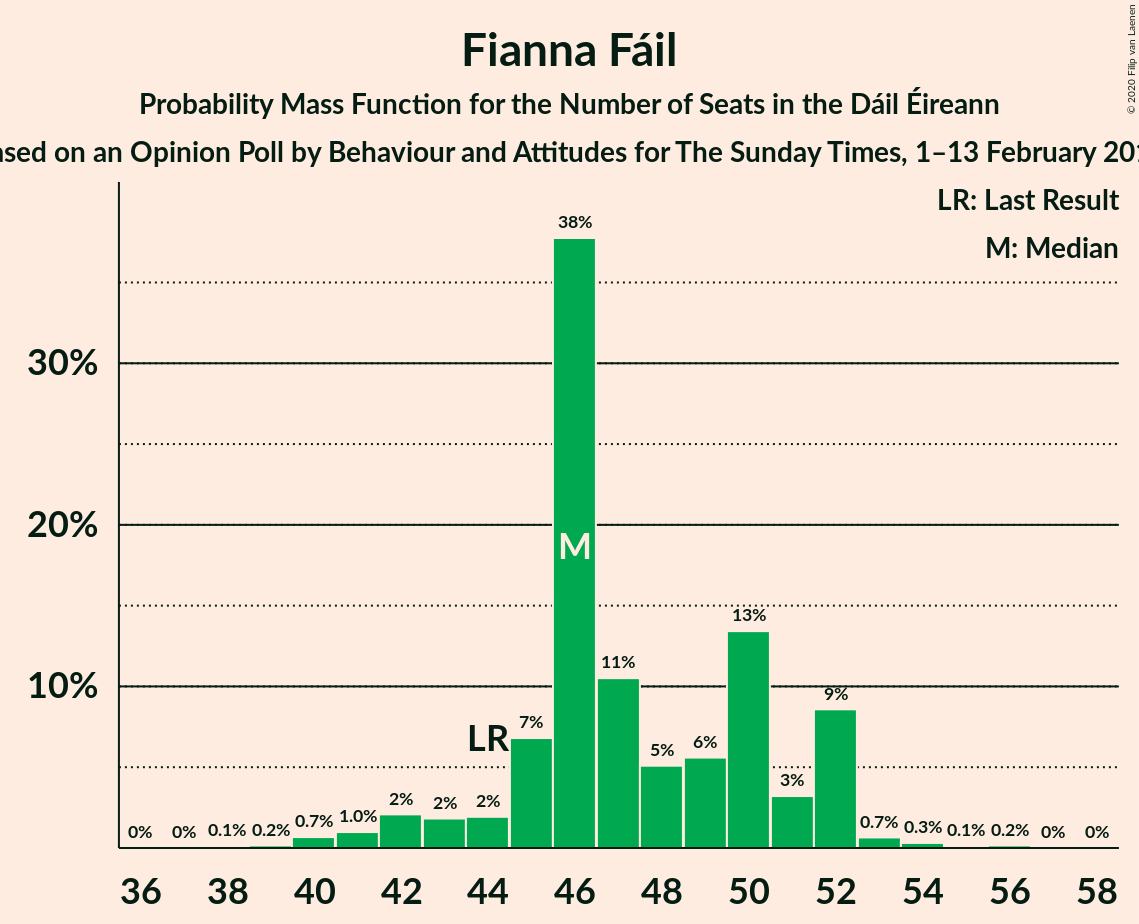 Fianna Fáil
Probability Mass Function for the Number of Seats in the Dáil Éireann
on an Opinion Poll by Behaviour and Attitudes for The Sunday Times, 1–13 February
© 2020 Filip van Laenen
LR: Last Result
M: Median
38%
30%
20%
M
13%
11%
10%
9%
LR
7%
6%
5%
3%
0% 0% 0.1% 0.2% 0.7% 1.0% 2% 2% 2% 0.7% 0.3% 0.1% 0.2% 0% 0%
36 38 40 42 44 46 48 50 52 54 56 58